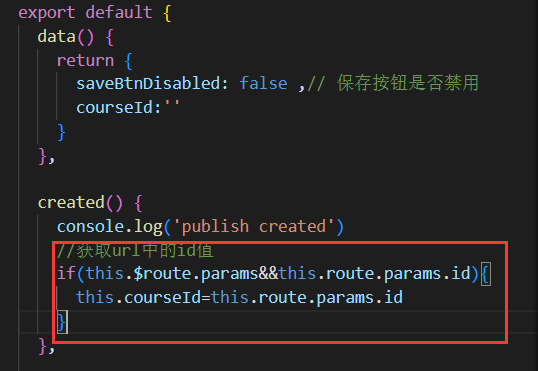 export default {
data() {
return {
saveBtnDisabled: false ,// 保存按钮是否禁用
courseId:''
}
},
created() {
console.log('publish created')
//获取url中的id值
if(this.$route.params&&this.route.params.id){
this.courseId=this.route.params.id
}
},